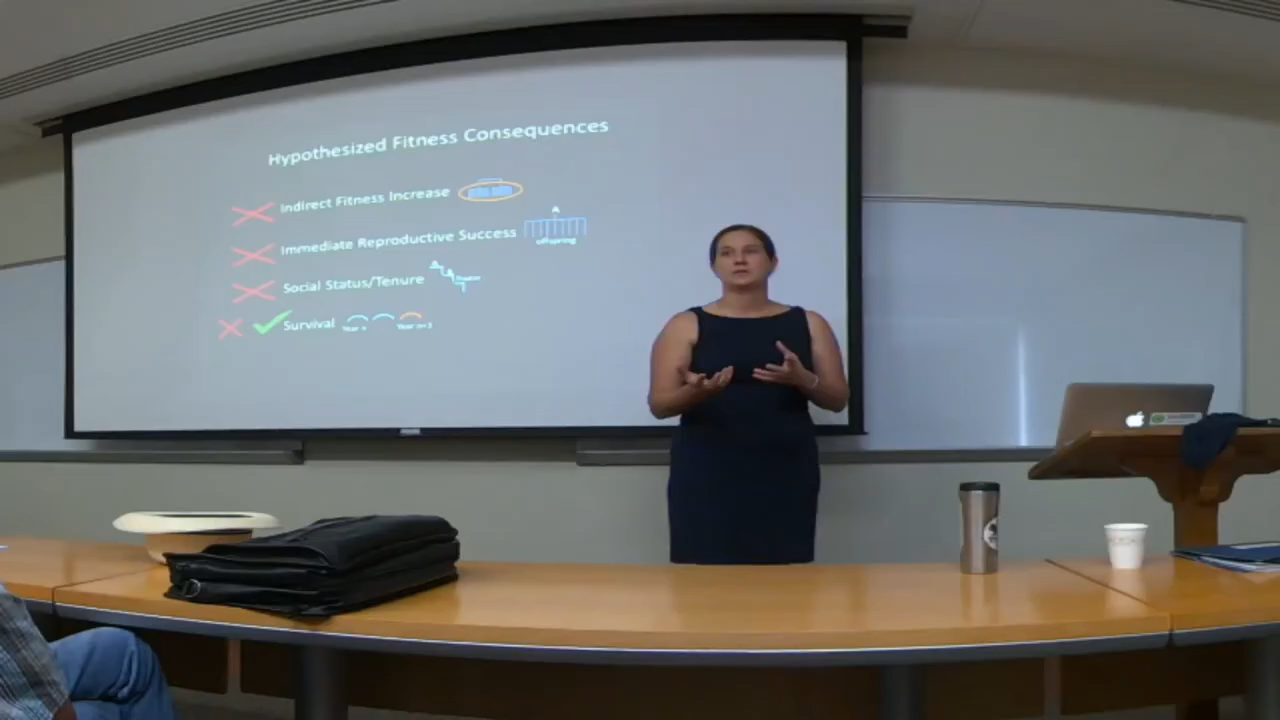 Hypothesized Fitness Consequences
Indirect Fitness Increase
Immediate Reproductive Success
offspring
Social Status/Tenure
Survival